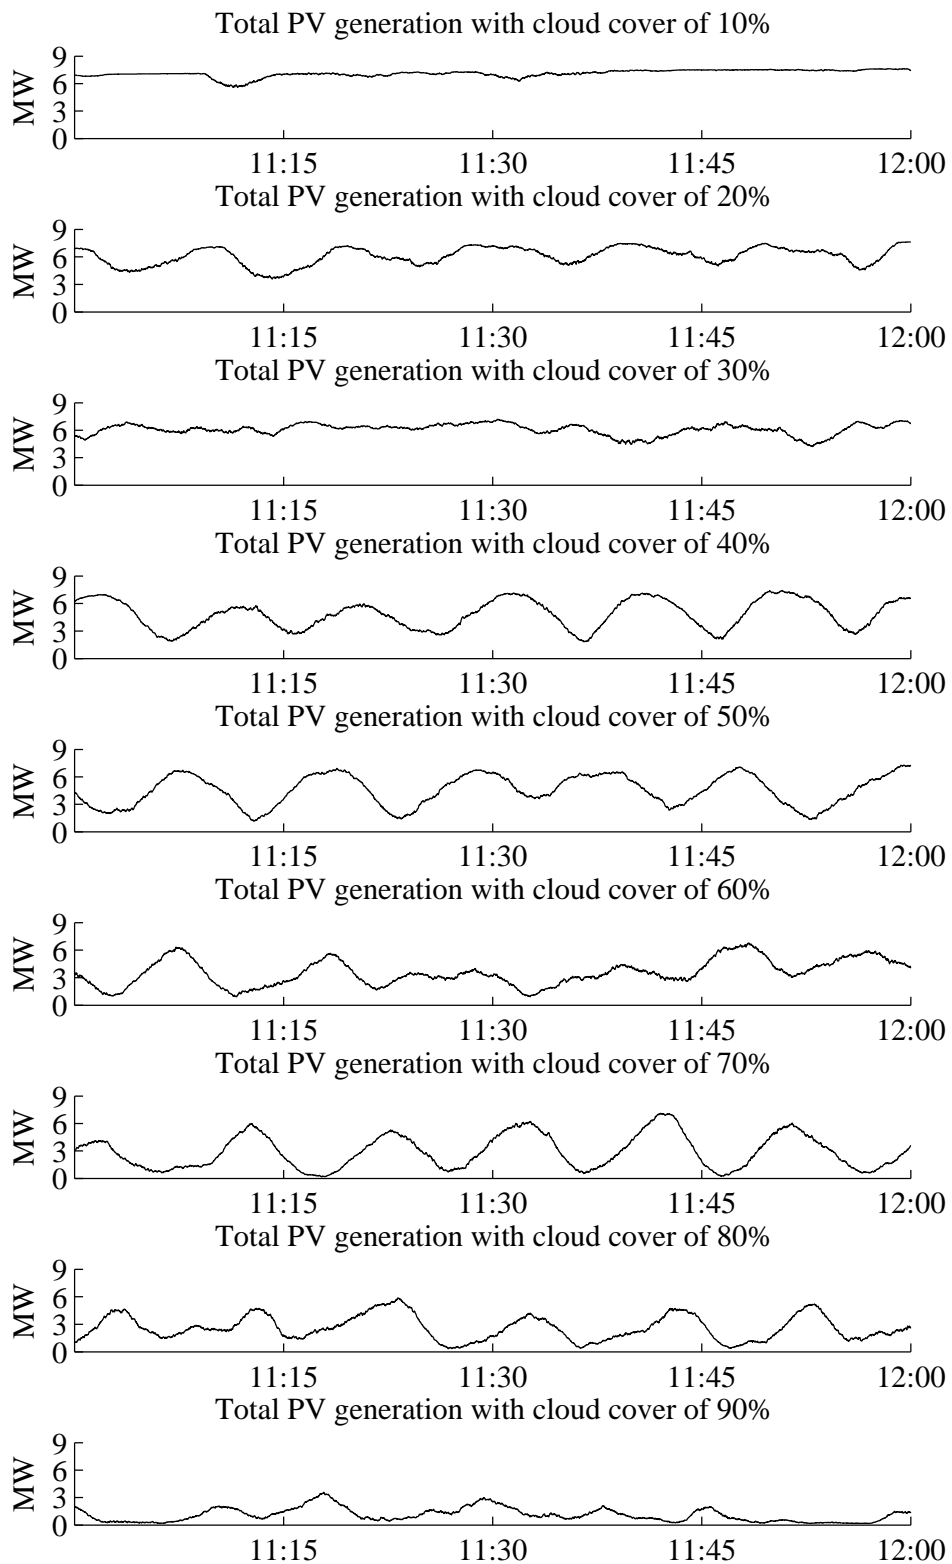 Total PV generation with cloud cover of 10%
9
6
3
0
MW
11:15 11:30 11:45 12:00
Total PV generation with cloud cover of 20%
9
6
3
0
MW
11:15 11:30 11:45 12:00
Total PV generation with cloud cover of 30%
9
6
3
0
MW
11:15 11:30 11:45 12:00
Total PV generation with cloud cover of 40%
9
6
3
0
MW
11:15 11:30 11:45 12:00
Total PV generation with cloud cover of 50%
9
6
3
0
MW
11:15 11:30 11:45 12:00
Total PV generation with cloud cover of 60%
9
6
3
0
MW
11:15 11:30 11:45 12:00
Total PV generation with cloud cover of 70%
9
6
3
0
MW
11:15 11:30 11:45 12:00
Total PV generation with cloud cover of 80%
9
6
3
0
MW
11:15 11:30 11:45 12:00
Total PV generation with cloud cover of 90%
9
6
3
0
MW
11:15 11:30 11:45 12:00